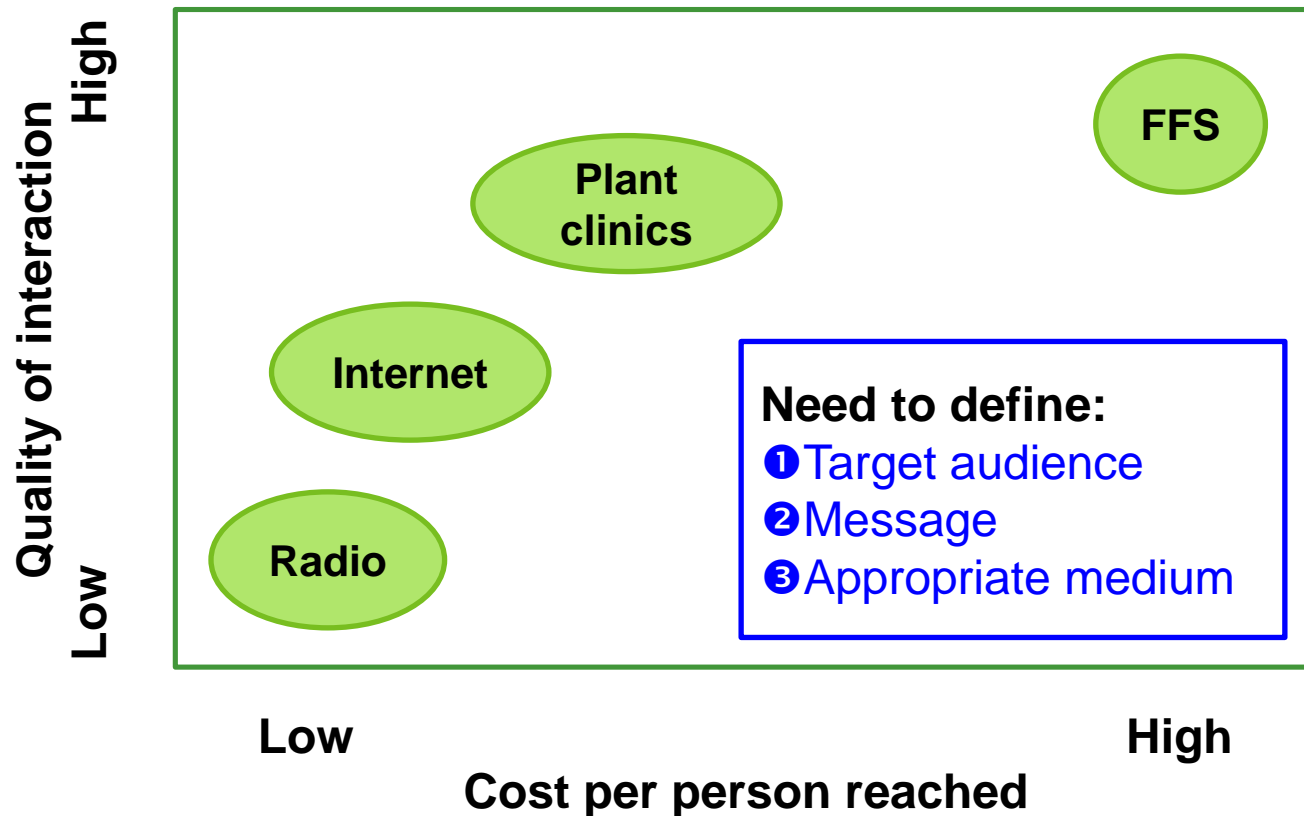 Quality of interaction
High
Low
FFS
Plant
clinics
Internet
Radio
Need to define:
❶Target audience
❷Message
❸Appropriate medium
Low
High
Cost per person reached